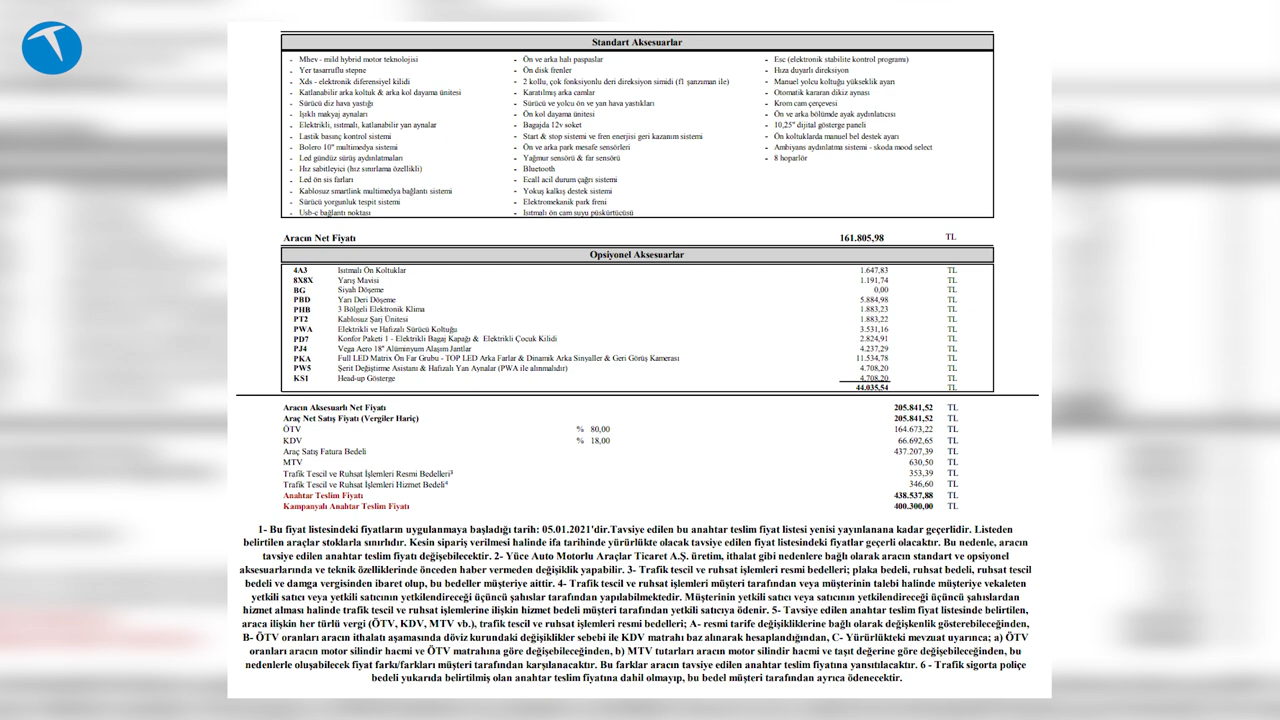 Standart Aksesuarlar
- Mhev - mild hybrid motor teknolojisi - Ön ve arka halı paspaslar - Esc (elektronik stabilite kontrol programı)
- Yer tasarruflu stepne - Ön disk frenler - Hıza duyarlı direksiyon
- Xds - elektronik diferensiyel kilidi - 2 kollu, çok fonksiyonlu deri direksiyon simidi (f1 şanzıman ile) - Manuel yolcu koltuğu yükseklik ayarı
- Katlanabilir arka koltuk & arka kol dayama ünitesi - Karatılmış arka camlar - Otomatik kararan dikiz aynası
- Sürücü diz hava yastığı - Sürücü ve yolcu ön ve yan hava yastıkları - Krom cam çerçevesi
- Işıklı makyaj aynaları - Ön kol dayama ünitesi - Ön ve arka bölümde ayak aydınlatıcısı
- Elektrikli, ısıtmalı, katlanabilir yan aynalar - Bagajda 12v soket - 10,25" dijital gösterge paneli
- Lastik basınç kontrol sistemi - Start & stop sistemi ve fren enerjisi geri kazanım sistemi - Ön koltuklarda manuel bel destek ayarı
- Bolero 10" multimedya sistemi - Ön ve arka park mesafe sensörleri - Ambiyans aydınlatma sistemi - skoda mood select
- Led gündüz sürüş aydınlatmaları - Yağmur sensörü & far sensörü - 8 hoparlör
- Hız sabitleyici (hız sınırlama özellikli) - Bluetooth
- Led ön sis farları - Ecall acil durum çağrı sistemi
- Kablosuz smartlink multimedya bağlantı sistemi - Yokuş kalkış destek sistemi
- Sürücü yorgunluk tespit sistemi - Elektromekanik park freni
- Usb-c bağlantı noktası - Isıtmalı ön cam suyu püskürtücüsü
Aracın Net Fiyatı 161.805,98 TL
Opsiyonel Aksesuarlar
4A3 Isıtmalı Ön Koltuklar 1.647,83 TL
8X8X Yarış Mavisi 1.191,74 TL
BG Siyah Döşeme 0,00 TL
PBD Yarı Deri Döşeme 5.884,98 TL
PHB 3 Bölgeli Elektronik Klima 1.883,23 TL
PT2 Kablosuz Şarj Ünitesi 1.883,22 TL
PWA Elektrikli ve Hafızalı Sürücü Koltuğu 3.531,16 TL
PD7 Konfor Paketi 1 - Elektrikli Bagaj Kapağı & Elektrikli Çocuk Kilidi 2.824,91 TL
PJ4 Vega Aero 18" Alüminyum Alaşım Jantlar 4.237,29 TL
PKA Full LED Matrix Ön Far Grubu - TOP LED Arka Farlar & Dinamik Arka Sinyaller & Geri Görüş Kamerası 11.534,78 TL
PW5 Şerit Değiştirme Asistanı & Hafızalı Yan Aynalar (PWA ile alınmalıdır) 4.708,20 TL
KS1 Head-up Gösterge 4.708,20 TL
44.035,54 TL
Aracın Aksesuarlı Net Fiyatı 205.841,52 TL
Araç Net Satış Fiyatı (Vergiler Hariç) 205.841,52 TL
ÖTV % 80,00 164.673,22 TL
KDV % 18,00 66.692,65 TL
Araç Satış Fatura Bedeli 437.207,39 TL
MTV 630,50 TL
Trafik Tescil ve Ruhsat İşlemleri Resmi Bedelleri³ 353,39 TL
Trafik Tescil ve Ruhsat İşlemleri Hizmet Bedeli⁴ 346,60 TL
Anahtar Teslim Fiyatı 438.537,88 TL
Kampanyalı Anahtar Teslim Fiyatı 400.300,00 TL
1- Bu fiyat listesindeki fiyatların uygulanmaya başladığı tarih: 05.01.2021'dir.Tavsiye edilen bu anahtar teslim fiyat listesi yenisi yayınlanana kadar geçerlidir. Listeden
belirtilen araçlar stoklarla sınırlıdır. Kesin sipariş verilmesi halinde ifa tarihinde yürürlükte olacak tavsiye edilen fiyat listesindeki fiyatlar geçerli olacaktır. Bu nedenle, aracın
tavsiye edilen anahtar teslim fiyatı değişebilecektir. 2- Yüce Auto Motorlu Araçlar Ticaret A.Ş. üretim, ithalat gibi nedenlere bağlı olarak aracın standart ve opsiyonel
aksesuarlarında ve teknik özelliklerinde önceden haber vermeden değişiklik yapabilir. 3- Trafik tescil ve ruhsat işlemleri resmi bedelleri; plaka bedeli, ruhsat bedeli, ruhsat tescil
bedeli ve damga vergisinden ibaret olup, bu bedeller müşteriye aittir. 4- Trafik tescil ve ruhsat işlemleri müşteri tarafından veya müşterinin talebi halinde müşteriye vekaleten
yetkili satıcı veya yetkili satıcının yetkilendireceği üçüncü şahıslar tarafından yapılabilmektedir. Müşterinin yetkili satıcı veya satıcının yetkilendireceği üçüncü şahıslardan
hizmet alması halinde trafik tescil ve ruhsat işlemlerine ilişkin hizmet bedeli müşteri tarafından yetkili satıcıya ödenir. 5- Tavsiye edilen anahtar teslim fiyat listesinde belirtilen,
araca ilişkin her türlü vergi (ÖTV, KDV, MTV vb.), trafik tescil ve ruhsat işlemleri resmi bedelleri; A- resmi tarife değişikliklerine bağlı olarak değişkenlik gösterebileceğinden,
B- ÖTV oranları aracın ithalatı aşamasında döviz kurundaki değişiklikler sebebi ile KDV matrahı baz alınarak hesaplandığından, C- Yürürlükteki mevzuat uyarınca; a) ÖTV
oranları aracın motor silindir hacmi ve ÖTV matrahına göre değişebileceğinden, b) MTV tutarları aracın motor silindir hacmi ve taşıt değerine göre değişebileceğinden, bu
nedenlerle oluşabilecek fiyat farkı/farkları müşteri tarafından karşılanacaktır. Bu farklar aracın tavsiye edilen anahtar teslim fiyatına yansıtılacaktır. 6 - Trafik sigorta poliçe
bedeli yukarıda belirtilmiş olan anahtar teslim fiyatına dahil olmayıp, bu bedel müşteri tarafından ayrıca ödenecektir.